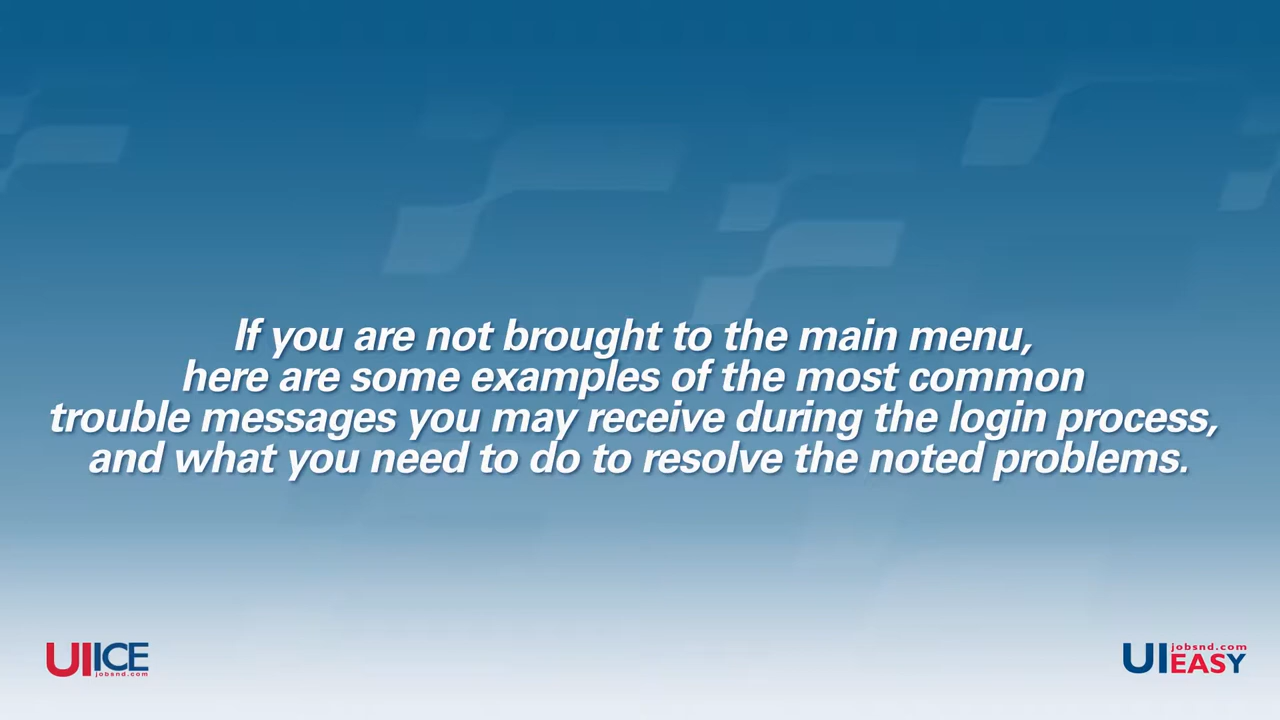 If you are not brought to the main menu,
here are some examples of the most common
trouble messages you may receive during the login process,
and what you need to do to resolve the noted problems.
UIICE
jobsnd.com
jobsnd.com
UIEASY